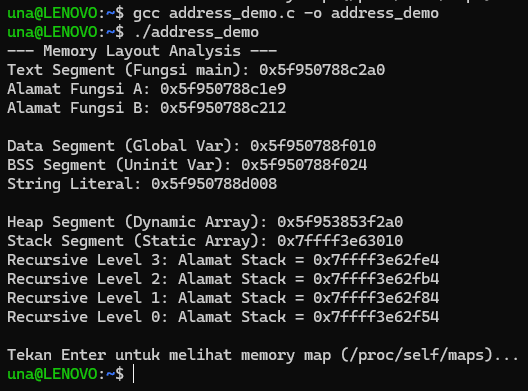 una@LENOVO:~$ gcc address_demo.c -o address_demo
una@LENOVO:~$ ./address_demo
--- Memory Layout Analysis ---
Text Segment (Fungsi main): 0x5f950788c2a0
Alamat Fungsi A: 0x5f950788c1e9
Alamat Fungsi B: 0x5f950788c212

Data Segment (Global Var): 0x5f950788f010
BSS Segment (Uninit Var): 0x5f950788f024
String Literal: 0x5f950788d008

Heap Segment (Dynamic Array): 0x5f953853f2a0
Stack Segment (Static Array): 0x7ffff3e63010
Recursive Level 3: Alamat Stack = 0x7ffff3e62fe4
Recursive Level 2: Alamat Stack = 0x7ffff3e62fb4
Recursive Level 1: Alamat Stack = 0x7ffff3e62f84
Recursive Level 0: Alamat Stack = 0x7ffff3e62f54

Tekan Enter untuk melihat memory map (/proc/self/maps)...
una@LENOVO:~$